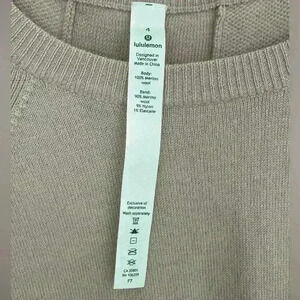 4
lululemon
Designed in
Vancouver
Made in China
Body:
100% Merino
wool
Band:
90% Merino
wool
9% Nylon
1% Elastane
Exclusive of
decoration
Wash separately
F7